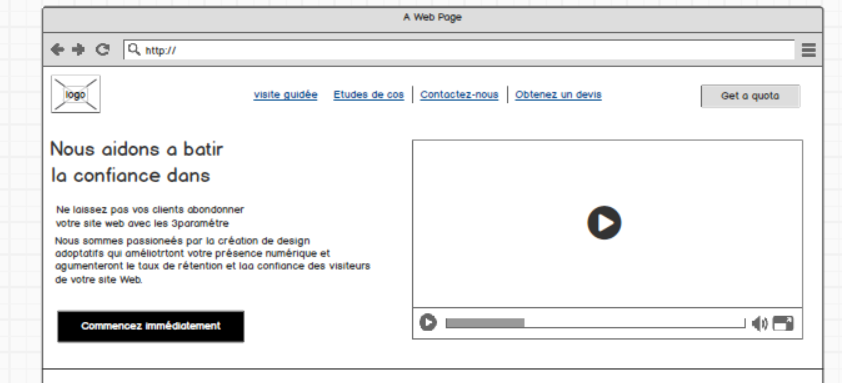 A Web Page
http://
logo
visite guidée Etudes de cos Contactez-nous Obtenez un devis
Get a quota
Nous aidons a batir
la confiance dans
Ne laissez pas vos clients abondonner
votre site web avec les 3paramètre
Nous sommes passioneés par la création de design
adoptatifs qui améliotrtont votre présence numérique et
agumenteront le taux de rétention et laa confiance des visiteurs
de votre site Web.
Commencez immédiatement